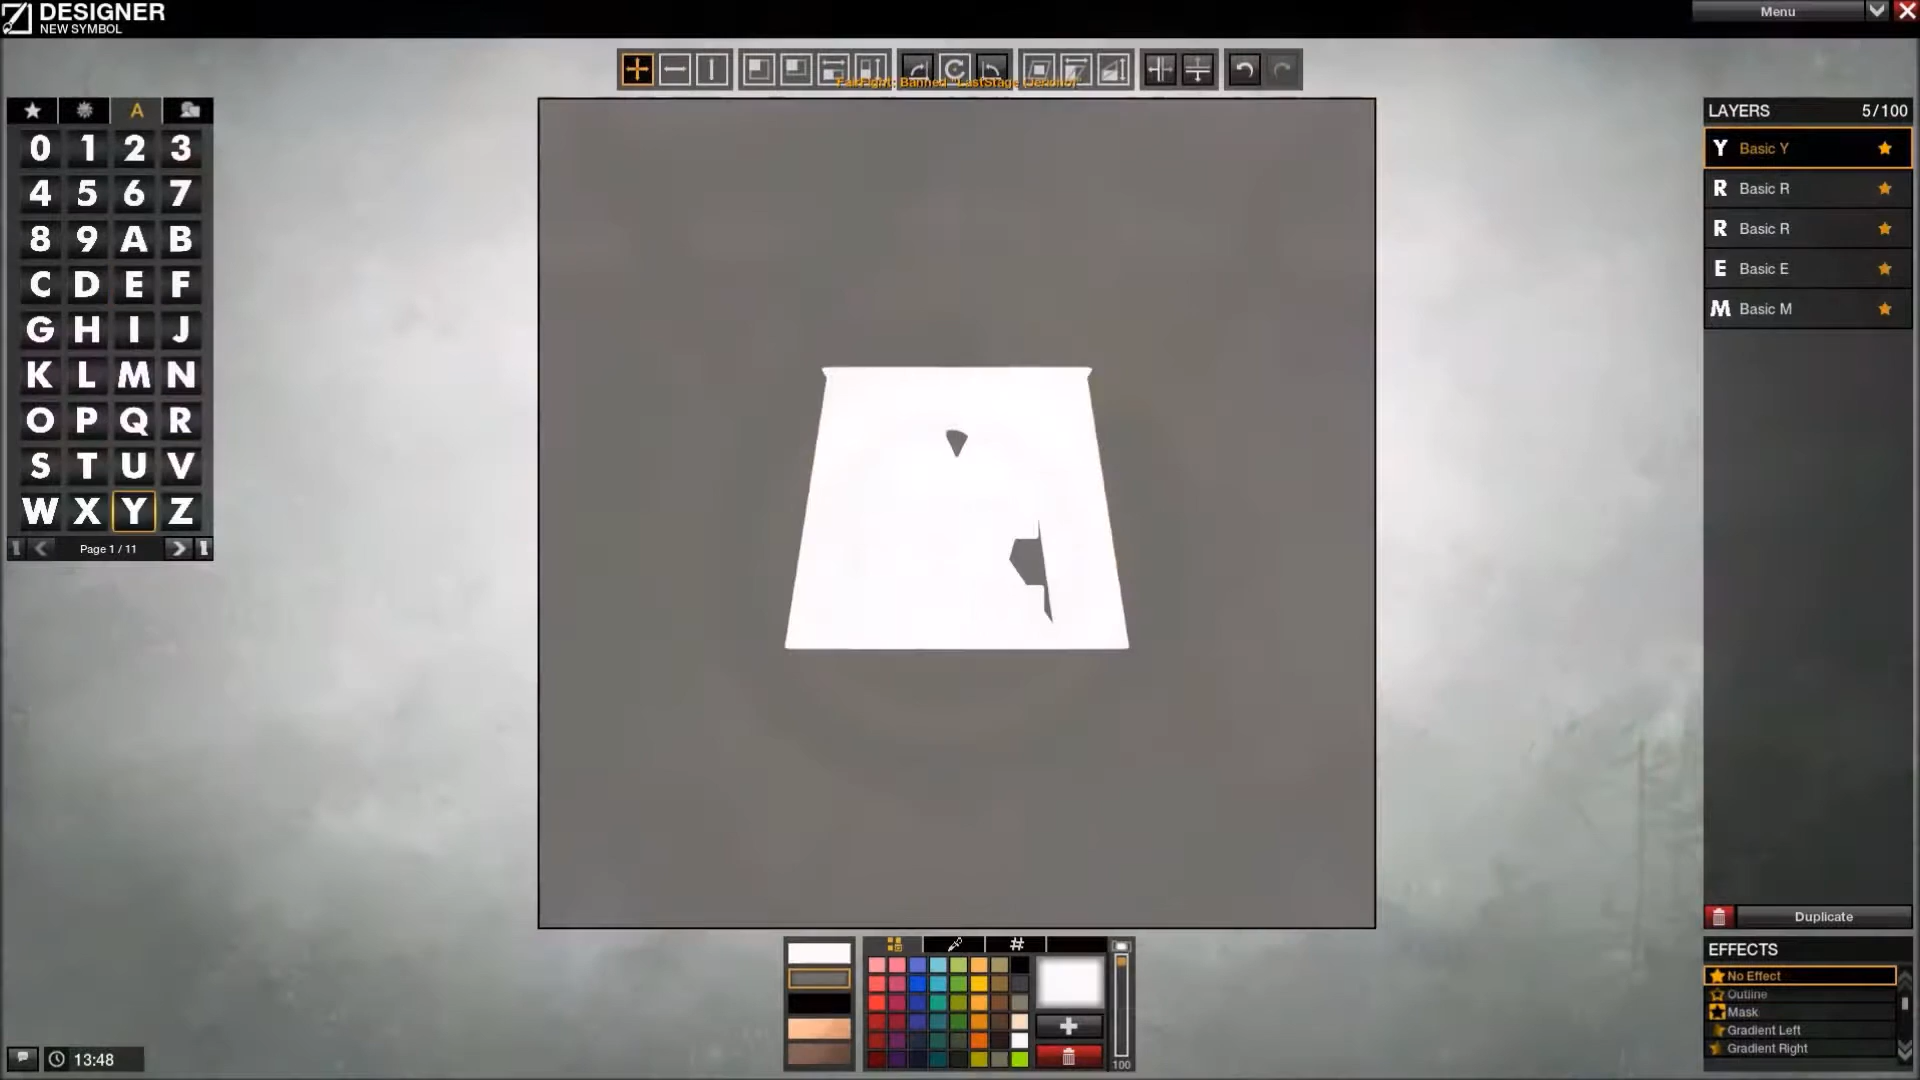 DESIGNER
NEW SYMBOL
Menu
FairFight: Banned
A
0 1 2 3
4 5 6 7
8 9 A B
C D E F
G H I J
K L M N
O P Q R
S T U V
W X Y Z
Page 1 / 11
LAYERS 5/100
Y Basic Y
R Basic R
R Basic R
E Basic E
M Basic M
Duplicate
EFFECTS
No Effect
Outline
Mask
Gradient Left
Gradient Right
#
100
13:48